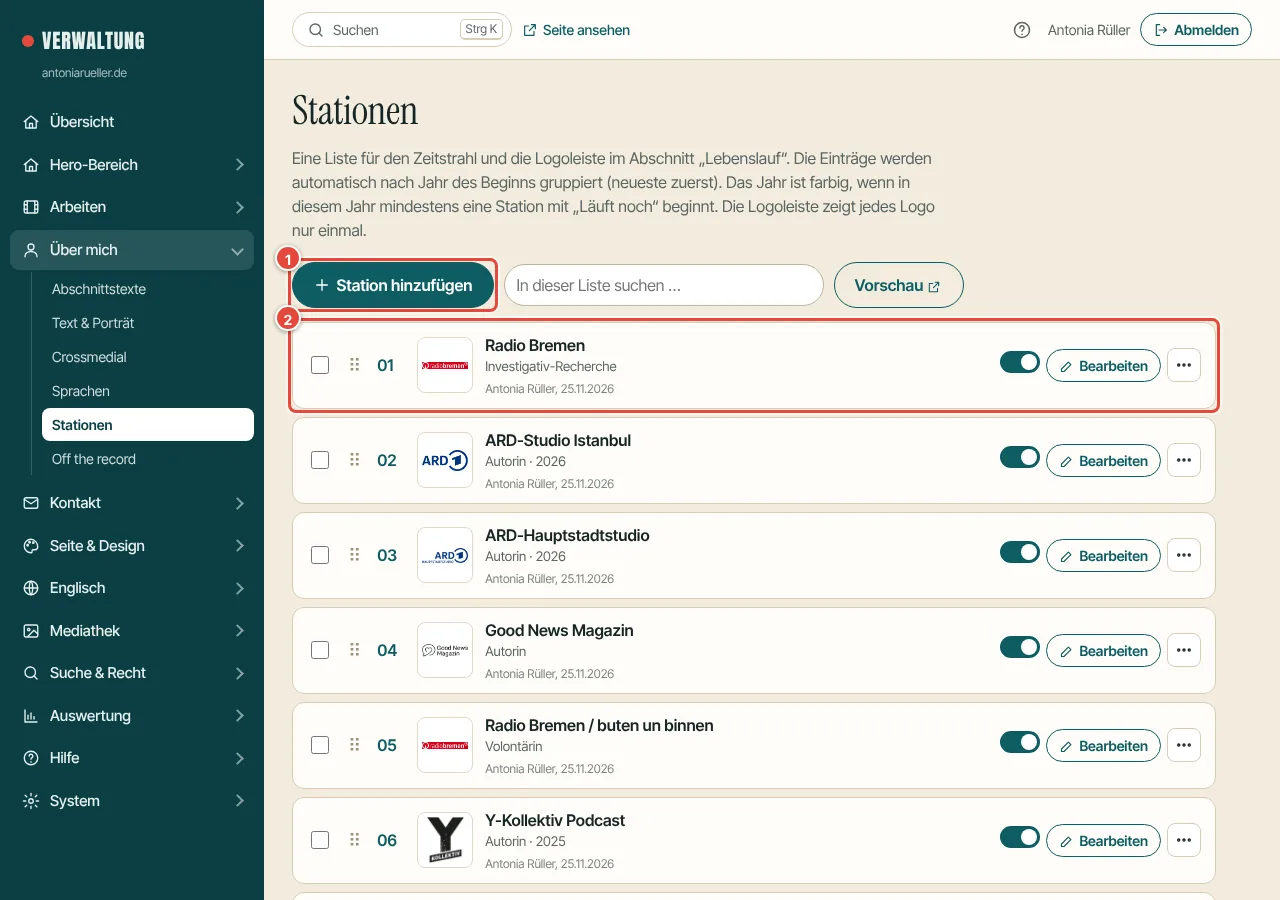 VERWALTUNG
antoniarueller.de
Übersicht
Hero-Bereich
Arbeiten
Über mich
Abschnittstexte
Text & Porträt
Crossmedial
Sprachen
Stationen
Off the record
Kontakt
Seite & Design
Englisch
Mediathek
Suche & Recht
Auswertung
Hilfe
System
Suchen
Strg K
Seite ansehen
Antonia Rüller
Abmelden
Stationen
Eine Liste für den Zeitstrahl und die Logoleiste im Abschnitt „Lebenslauf“. Die Einträge werden
automatisch nach Jahr des Beginns gruppiert (neueste zuerst). Das Jahr ist farbig, wenn in
diesem Jahr mindestens eine Station mit „Läuft noch“ beginnt. Die Logoleiste zeigt jedes Logo
nur einmal.
1
Station hinzufügen
In dieser Liste suchen …
Vorschau
2
01
radiobremen
Radio Bremen
Investigativ-Recherche
Antonia Rüller, 25.11.2026
Bearbeiten
02
ARD 1
ARD-Studio Istanbul
Autorin · 2026
Antonia Rüller, 25.11.2026
Bearbeiten
03
ARD 1
HAUPTSTADTSTUDIO
ARD-Hauptstadtstudio
Autorin · 2026
Antonia Rüller, 25.11.2026
Bearbeiten
04
Good News
Magazin
Good News Magazin
Autorin
Antonia Rüller, 25.11.2026
Bearbeiten
05
radiobremen
Radio Bremen / buten un binnen
Volontärin
Antonia Rüller, 25.11.2026
Bearbeiten
06
Y
KOLLEKTIV
Y-Kollektiv Podcast
Autorin · 2025
Antonia Rüller, 25.11.2026
Bearbeiten